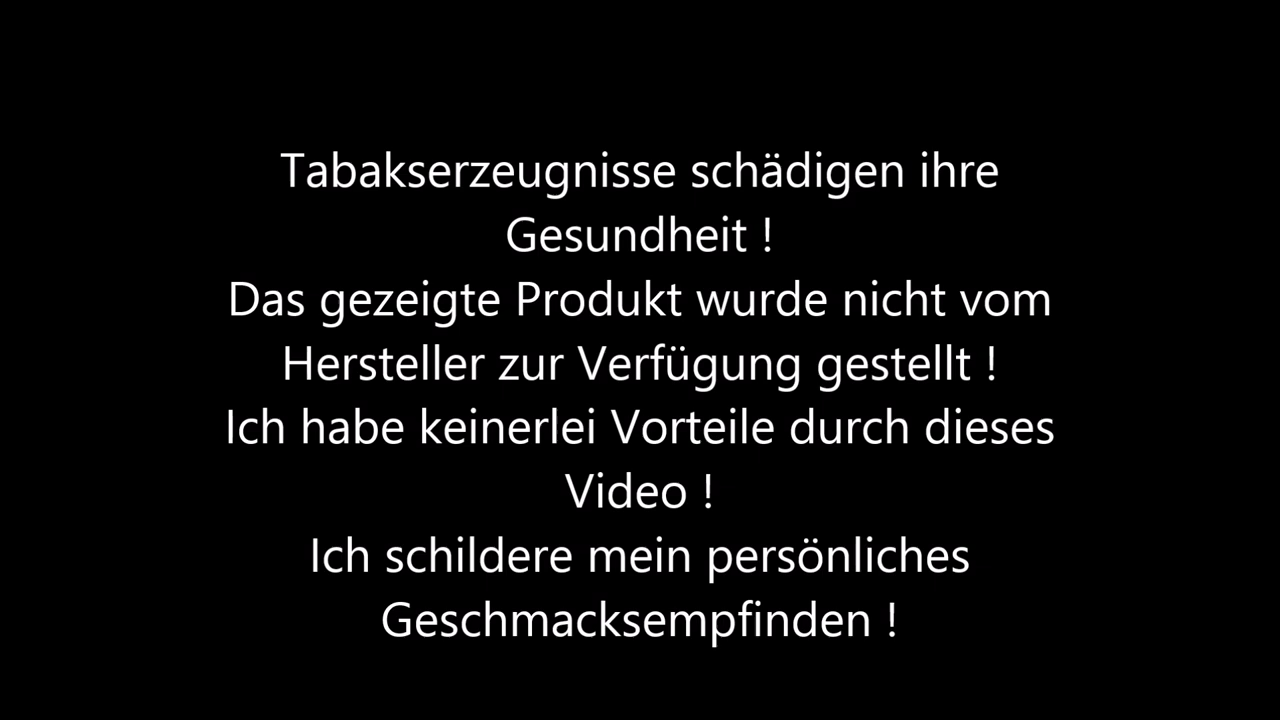 Tabakserzeugnisse schädigen ihre
Gesundheit !
Das gezeigte Produkt wurde nicht vom
Hersteller zur Verfügung gestellt !
Ich habe keinerlei Vorteile durch dieses
Video !
Ich schildere mein persönliches
Geschmacksempfinden !